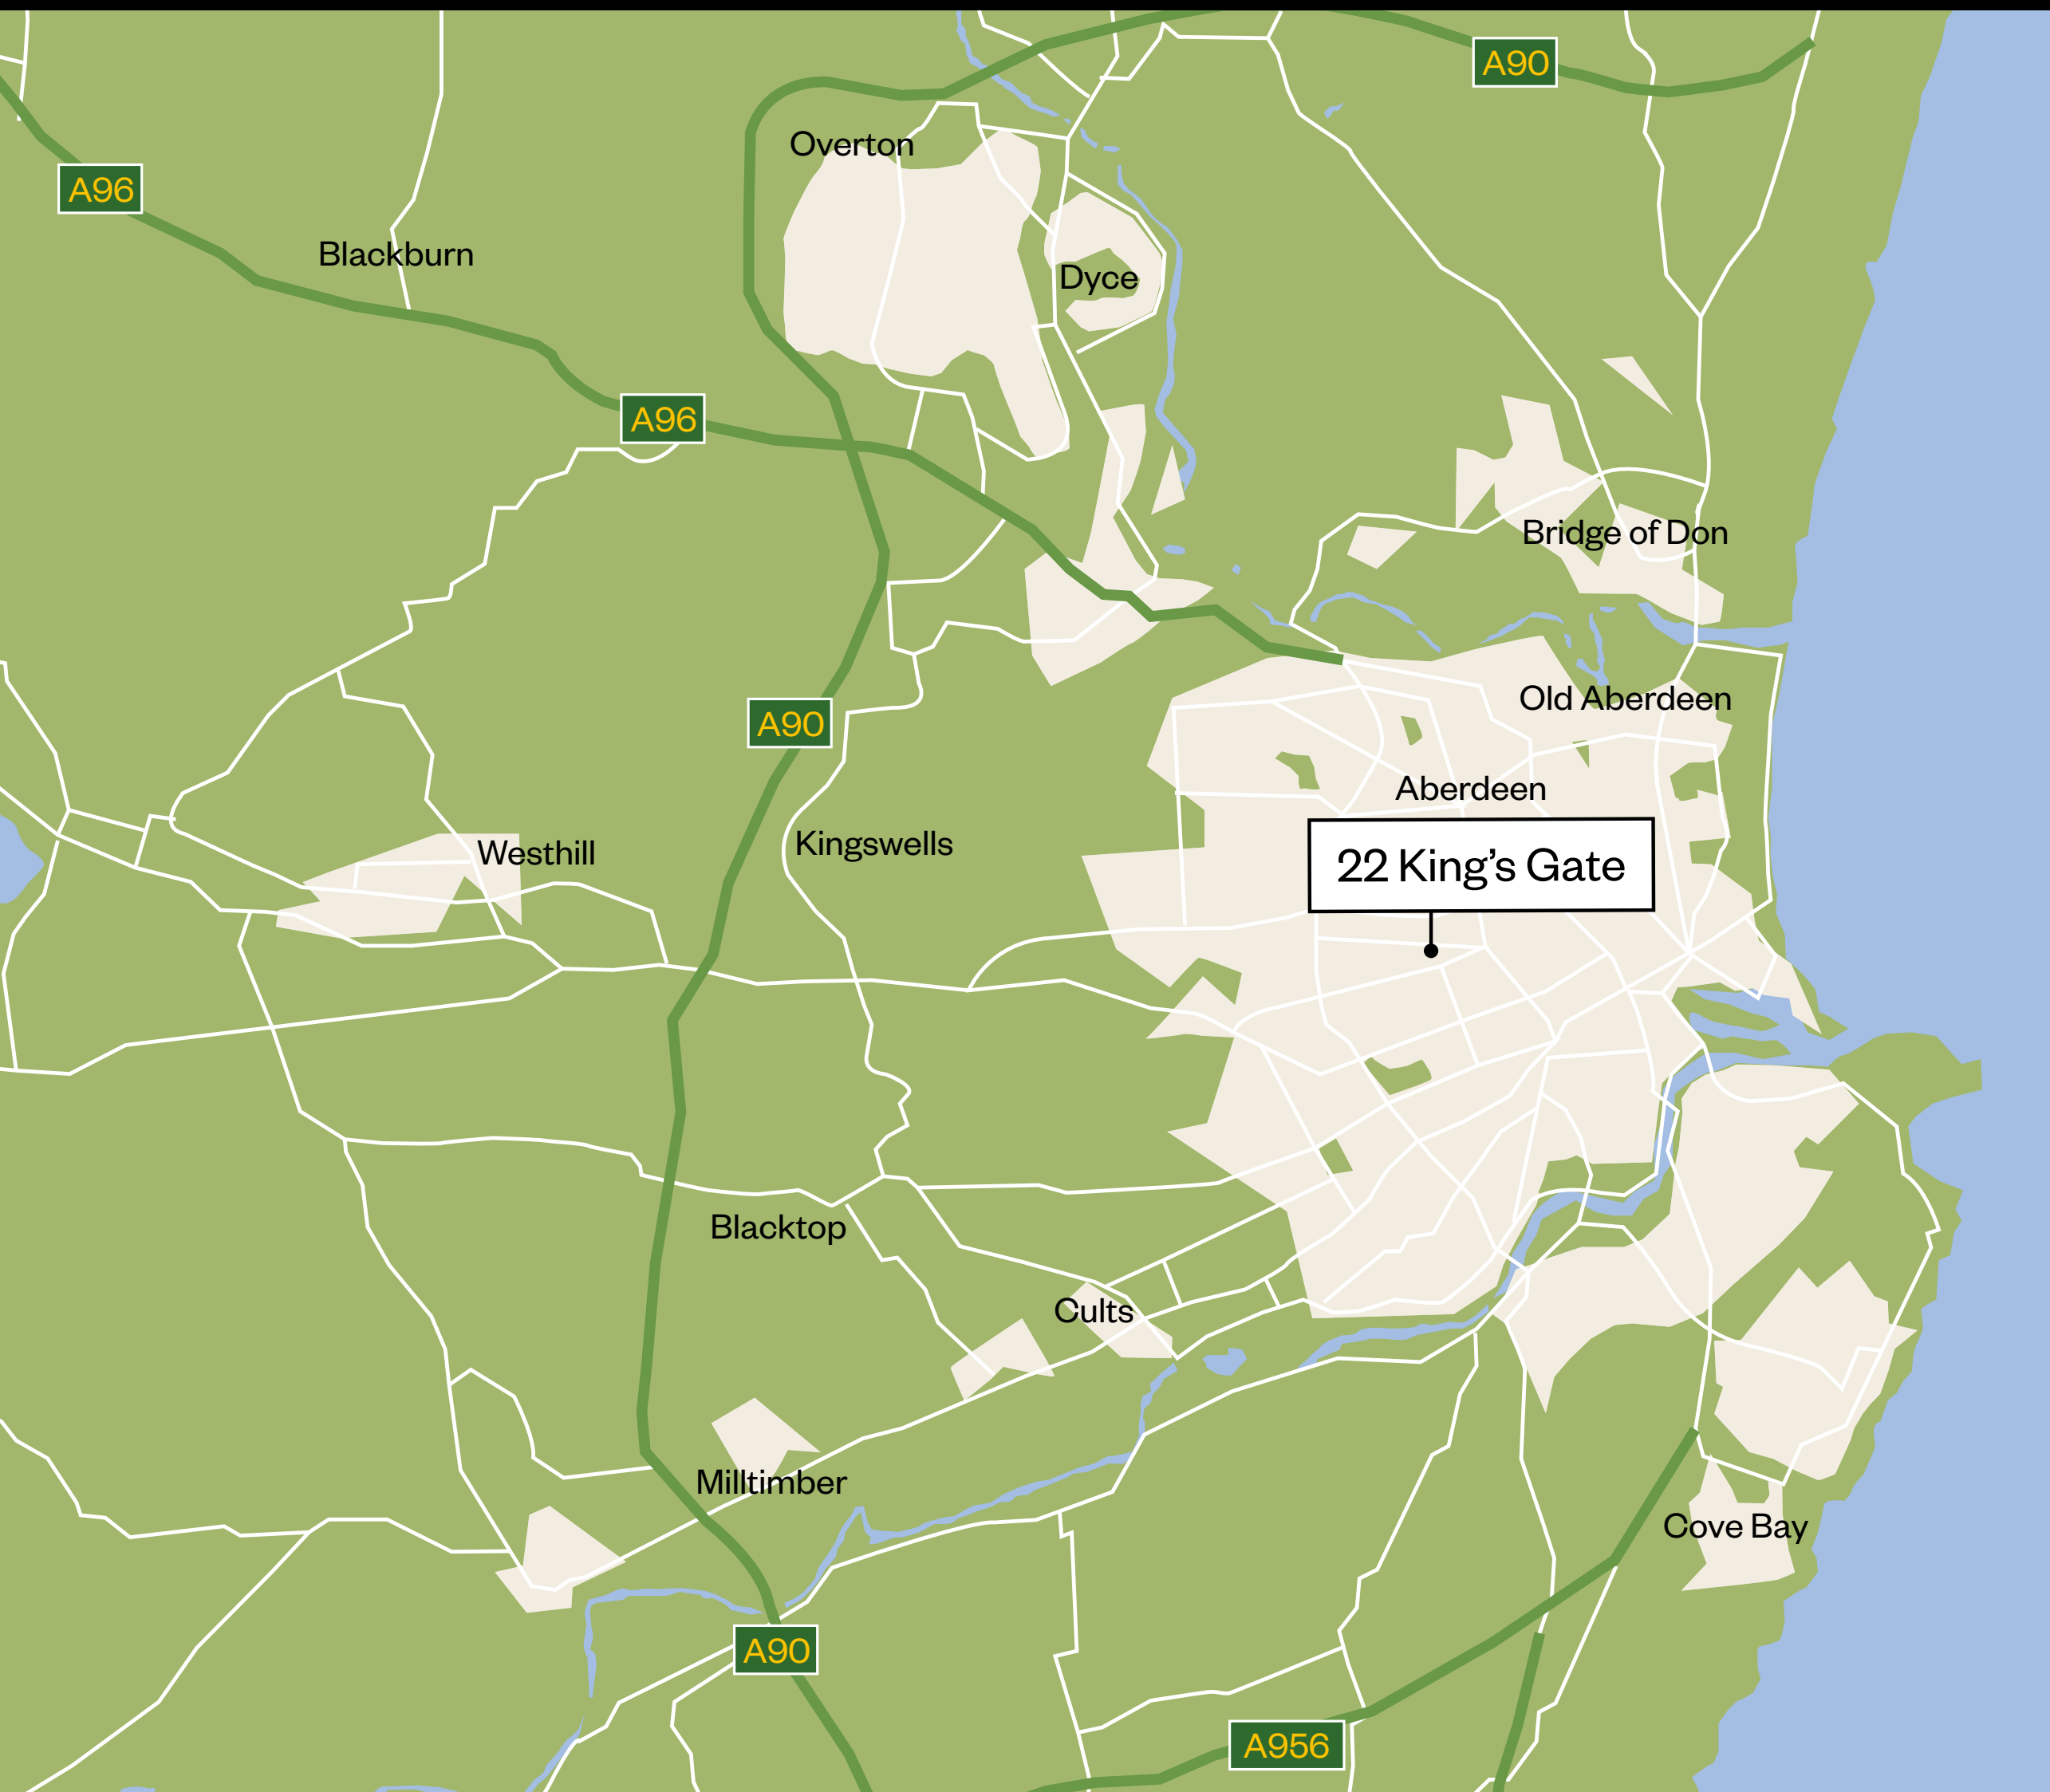 A90
Overton
A96
Blackburn
Dyce
A96
Bridge of Don
Old Aberdeen
A90
Aberdeen
Kingswells
Westhill
22 King’s Gate
Blacktop
Cults
Milltimber
Cove Bay
A90
A956